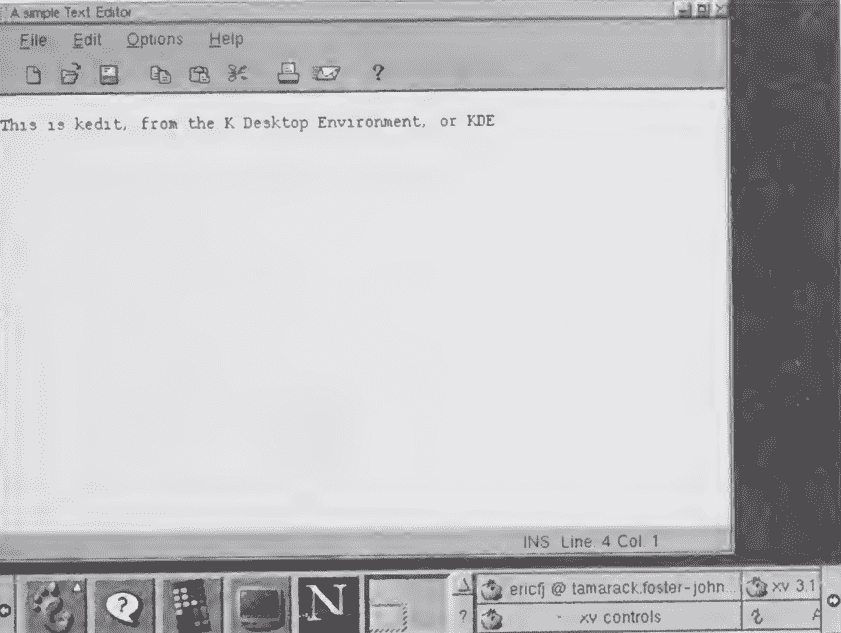 A simple Text Editor
File Edit Options Help
?
This is kedit, from the K Desktop Environment, or KDE
INS Line: 4 Col: 1
?
N
ericfj @ tamarack.foster-john...
xv 3.1
?
xv controls